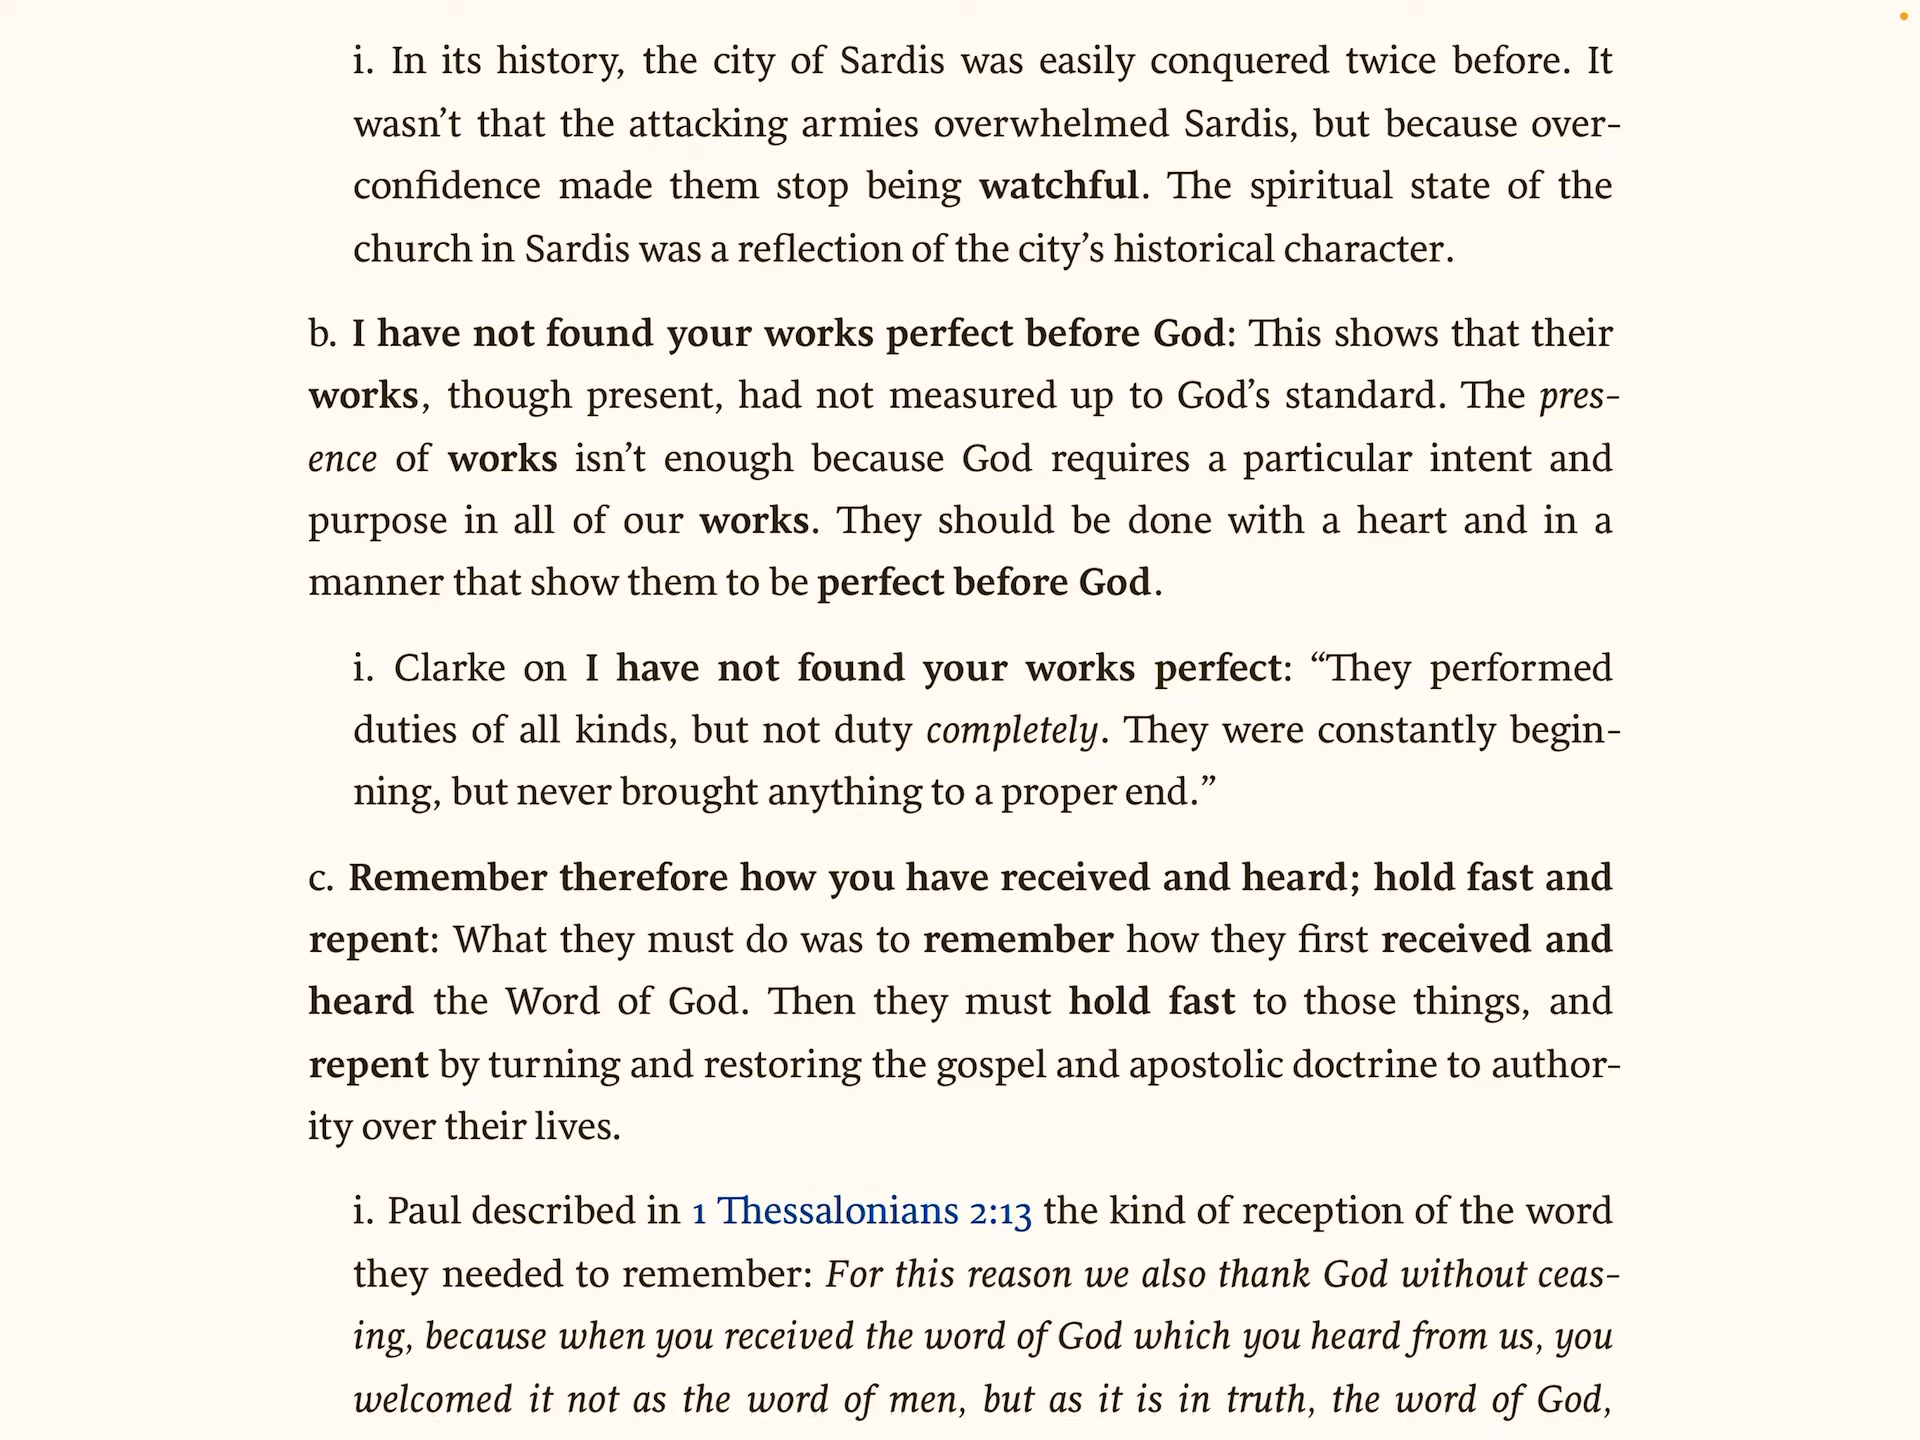 i. In its history, the city of Sardis was easily conquered twice before. It
wasn’t that the attacking armies overwhelmed Sardis, but because over-
confidence made them stop being watchful. The spiritual state of the
church in Sardis was a reflection of the city’s historical character.
b. I have not found your works perfect before God: This shows that their
works, though present, had not measured up to God’s standard. The pres-
ence of works isn’t enough because God requires a particular intent and
purpose in all of our works. They should be done with a heart and in a
manner that show them to be perfect before God.
i. Clarke on I have not found your works perfect: “They performed
duties of all kinds, but not duty completely. They were constantly begin-
ning, but never brought anything to a proper end.”
c. Remember therefore how you have received and heard; hold fast and
repent: What they must do was to remember how they first received and
heard the Word of God. Then they must hold fast to those things, and
repent by turning and restoring the gospel and apostolic doctrine to author-
ity over their lives.
i. Paul described in 1 Thessalonians 2:13 the kind of reception of the word
they needed to remember: For this reason we also thank God without ceas-
ing, because when you received the word of God which you heard from us, you
welcomed it not as the word of men, but as it is in truth, the word of God,